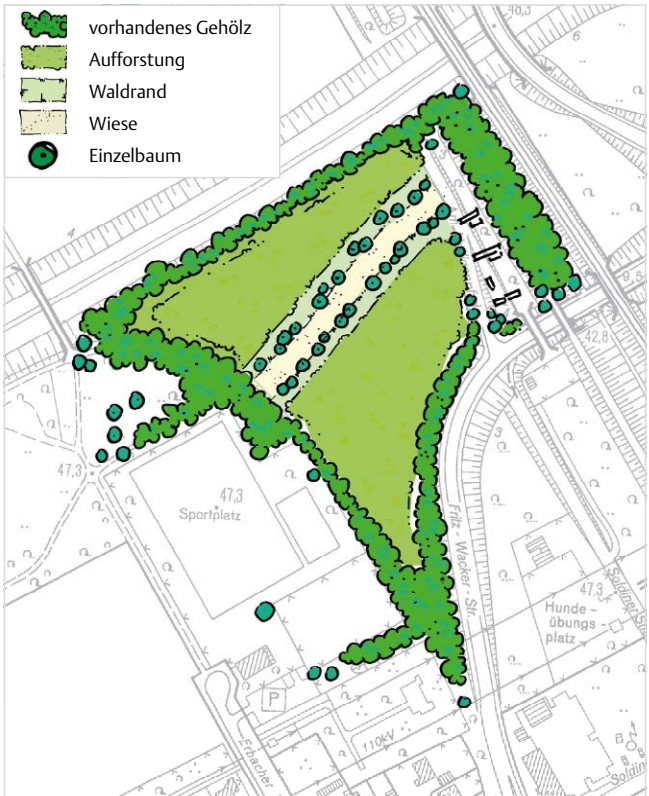 vorhandenes Gehölz
Aufforstung
Waldrand
Wiese
Einzelbaum
48,3
6
4
3
9,5
42,8
47,3
47,3
Sportplatz
3
Fritz - Wacker - Str.
47,3
Hunde -
übungs -
platz
P
110kV
Erbacher